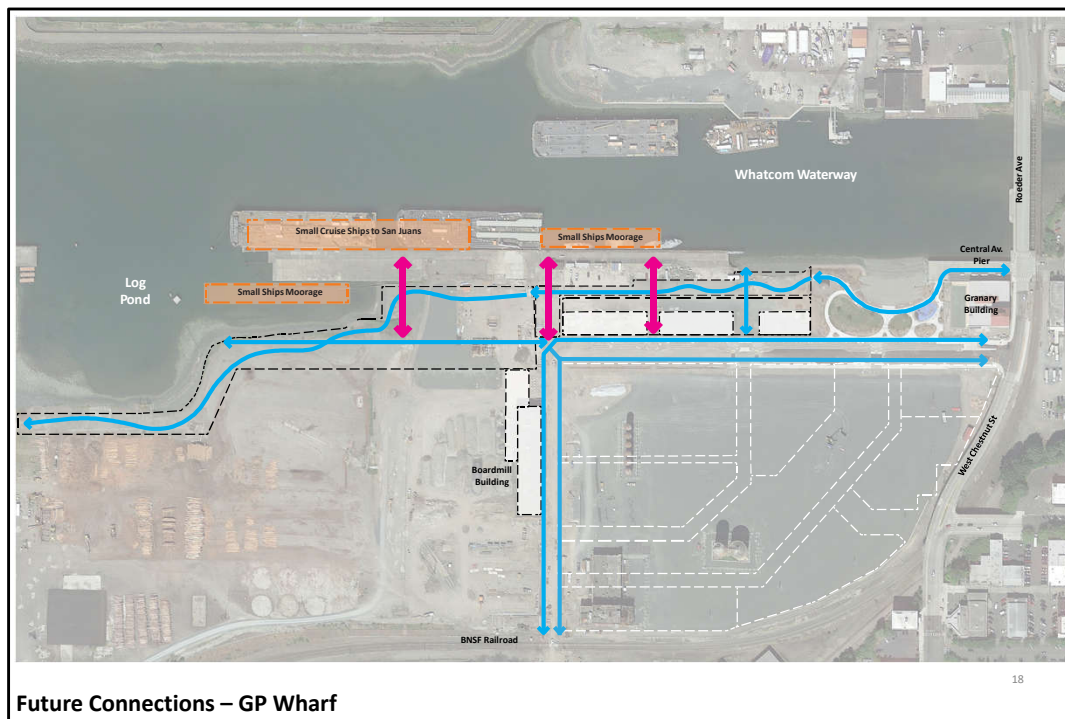 Roeder Ave
Whatcom Waterway
Small Cruise Ships to San Juans
Small Ships Moorage
Central Av.
Pier
Log
Pond
Small Ships Moorage
Granary
Building
West Chestnut St
Boardmill
Building
BNSF Railroad
18
Future Connections – GP Wharf